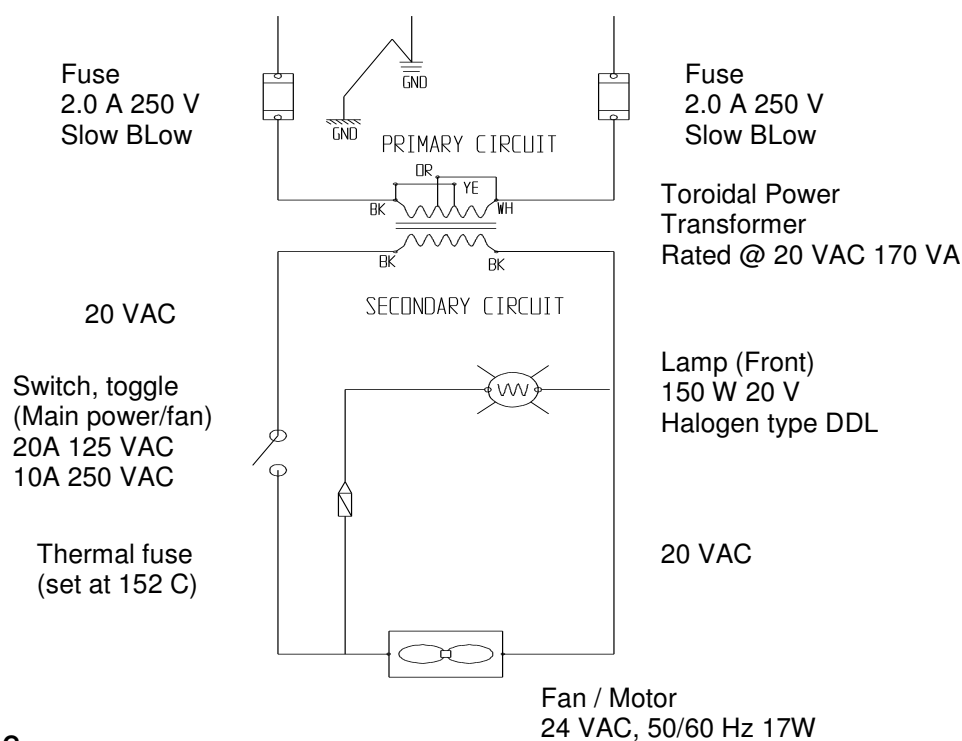 Fuse
2.0 A 250 V
Slow BLow
GND
GND
Fuse
2.0 A 250 V
Slow BLow
PRIMARY CIRCUIT
OR
YE
BK
WH
Toroidal Power
Transformer
Rated @ 20 VAC 170 VA
BK
BK
SECONDARY CIRCUIT
20 VAC
Lamp (Front)
150 W 20 V
Halogen type DDL
Switch, toggle
(Main power/fan)
20A 125 VAC
10A 250 VAC
Thermal fuse
(set at 152 C)
20 VAC
Fan / Motor
24 VAC, 50/60 Hz 17W